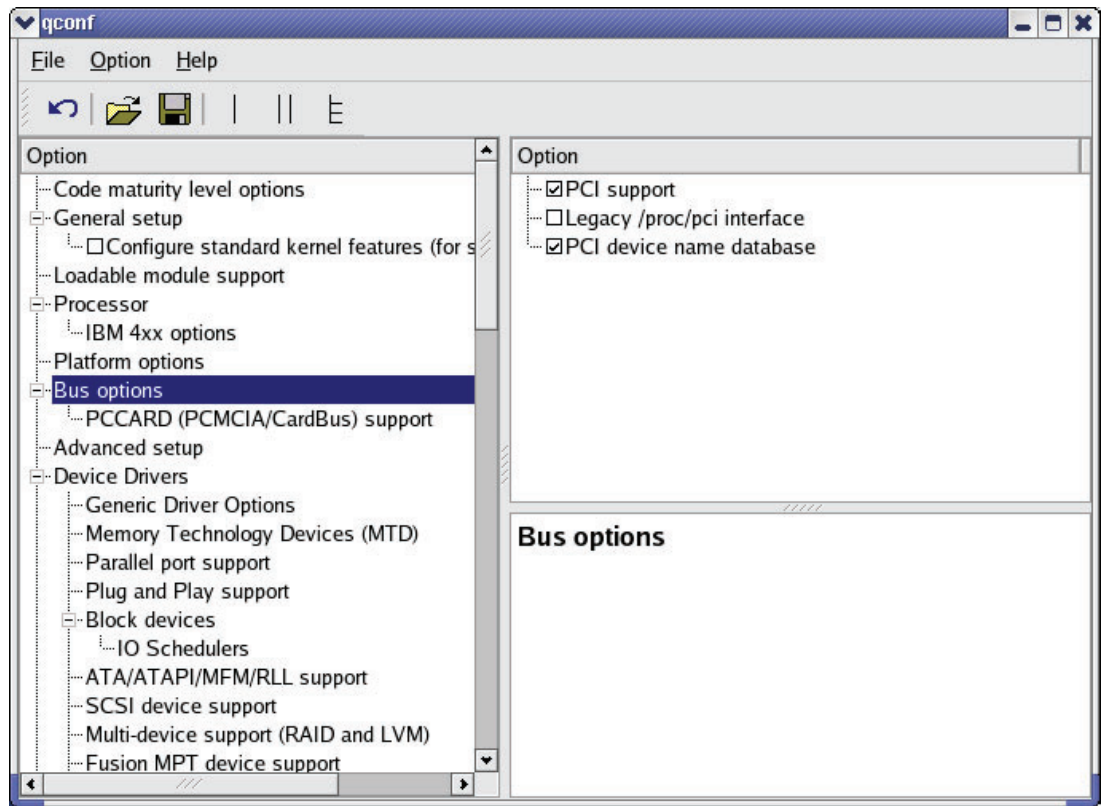 qconf
File Option Help
Option
Code maturity level options
General setup
Configure standard kernel features (for s
Loadable module support
Processor
IBM 4xx options
Platform options
Bus options
PCCARD (PCMCIA/CardBus) support
Advanced setup
Device Drivers
Generic Driver Options
Memory Technology Devices (MTD)
Parallel port support
Plug and Play support
Block devices
IO Schedulers
ATA/ATAPI/MFM/RLL support
SCSI device support
Multi-device support (RAID and LVM)
Fusion MPT device support
Option
PCI support
Legacy /proc/pci interface
PCI device name database
Bus options